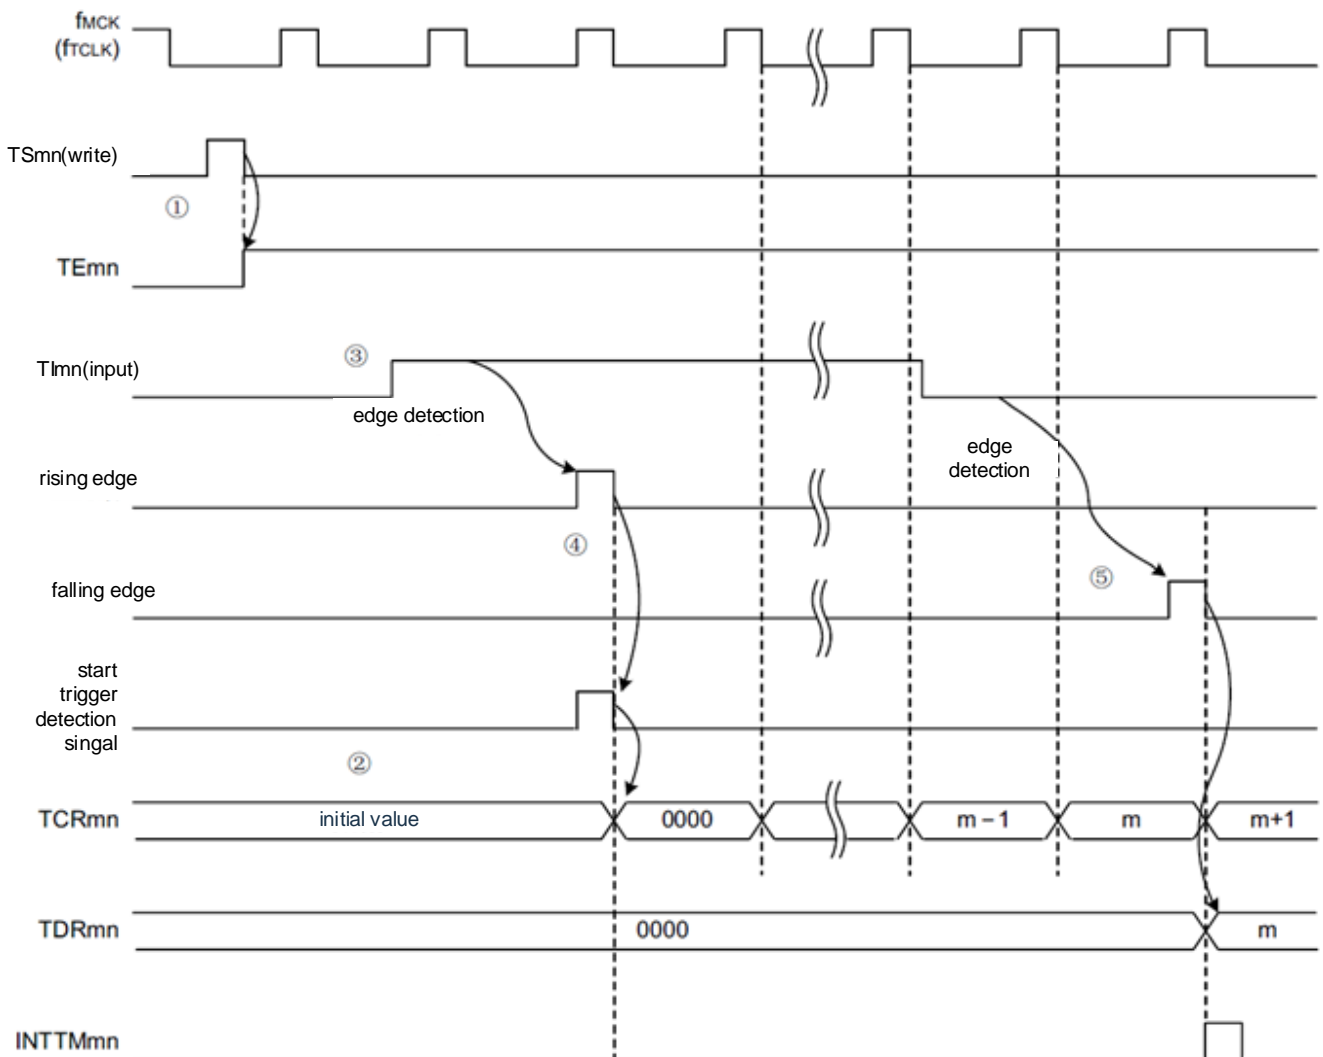 fMCK
(fTCLK)
TSmn(write)
①
TEmn
③
TImn(input)
edge detection
edge
detection
rising edge
④
⑤
falling edge
start
trigger
detection
singal
②
TCRmn
initial value
0000
m – 1
m
m+1
TDRmn
0000
m
INTTMmn